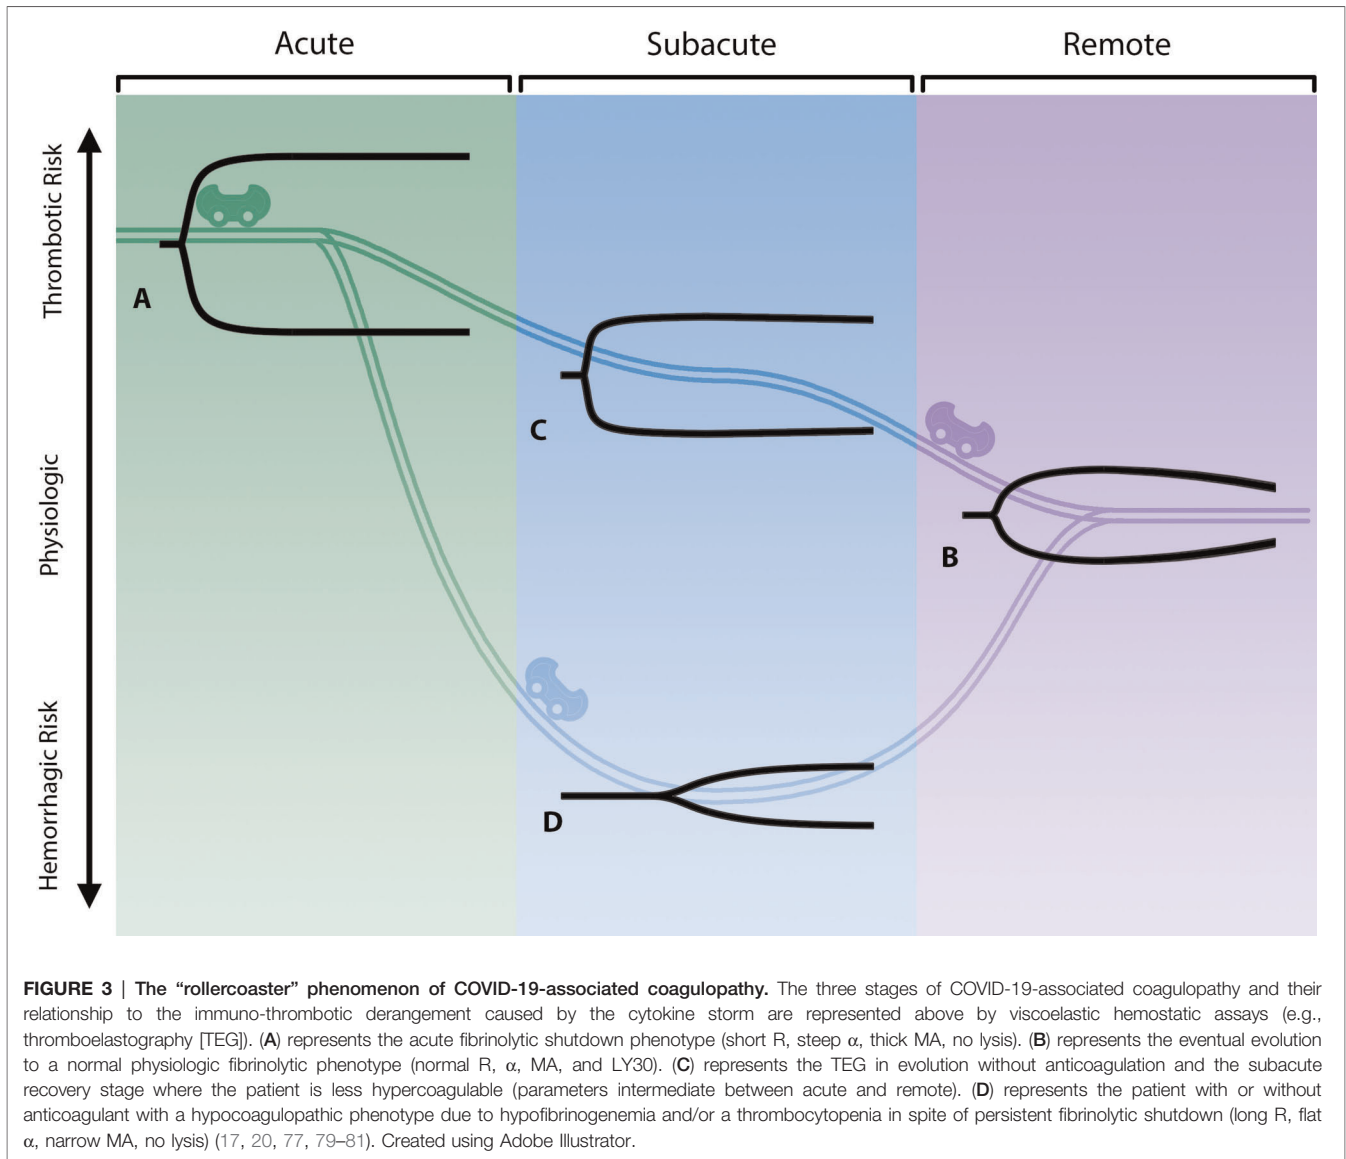 Acute
Subacute
Remote
Thrombotic Risk
Physiologic
Hemorrhagic Risk
A
C
B
D
FIGURE 3 | The “rollercoaster” phenomenon of COVID-19-associated coagulopathy. The three stages of COVID-19-associated coagulopathy and their
relationship to the immuno-thrombotic derangement caused by the cytokine storm are represented above by viscoelastic hemostatic assays (e.g.,
thromboelastography [TEG]). (A) represents the acute fibrinolytic shutdown phenotype (short R, steep α, thick MA, no lysis). (B) represents the eventual evolution
to a normal physiologic fibrinolytic phenotype (normal R, α, MA, and LY30). (C) represents the TEG in evolution without anticoagulation and the subacute
recovery stage where the patient is less hypercoagulable (parameters intermediate between acute and remote). (D) represents the patient with or without
anticoagulant with a hypocoagulopathic phenotype due to hypofibrinogenemia and/or a thrombocytopenia in spite of persistent fibrinolytic shutdown (long R, flat
α, narrow MA, no lysis) (17, 20, 77, 79–81). Created using Adobe Illustrator.